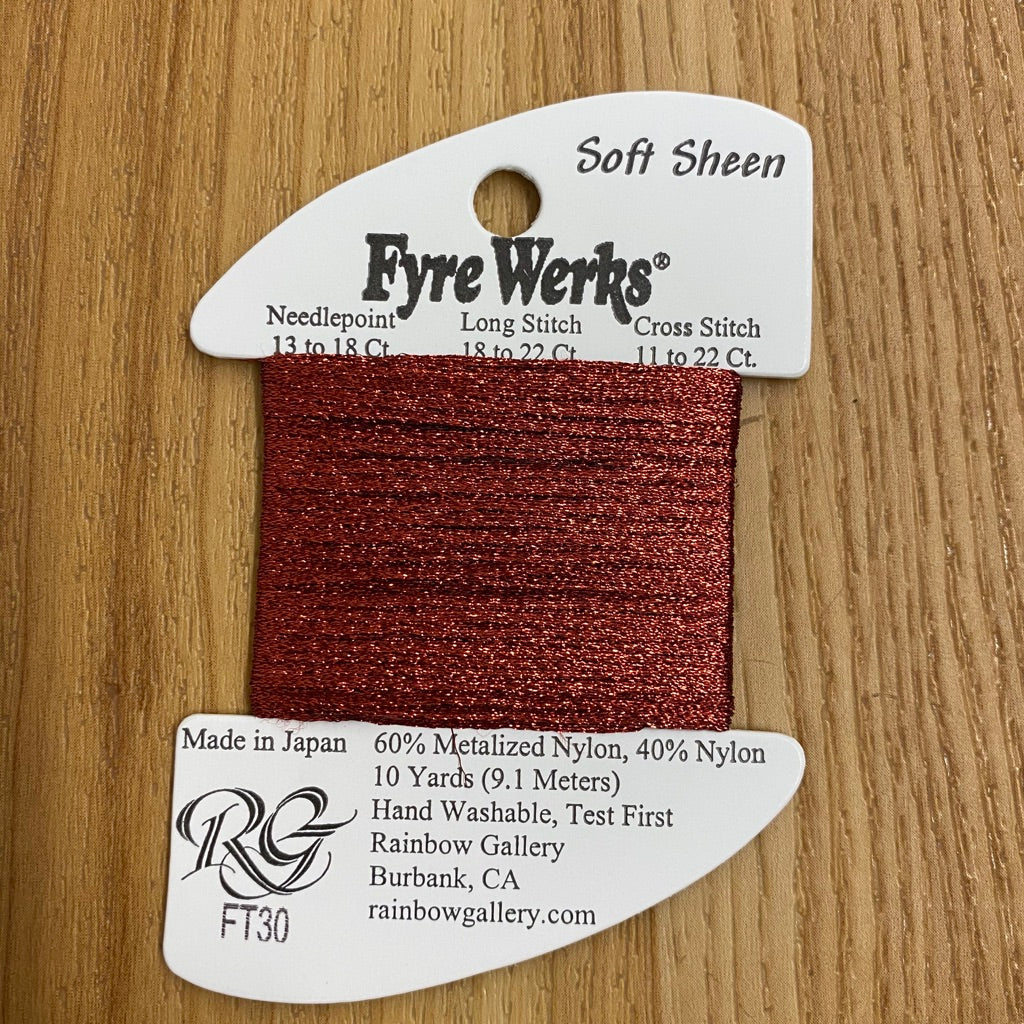 Soft Sheen
Fyre Werks®
Needlepoint Long Stitch Cross Stitch
13 to 18 Ct. 18 to 22 Ct. 11 to 22 Ct.
Made in Japan 60% Metalized Nylon, 40% Nylon
10 Yards (9.1 Meters)
Hand Washable, Test First
Rainbow Gallery
Burbank, CA
rainbowgallery.com
RG
FT30